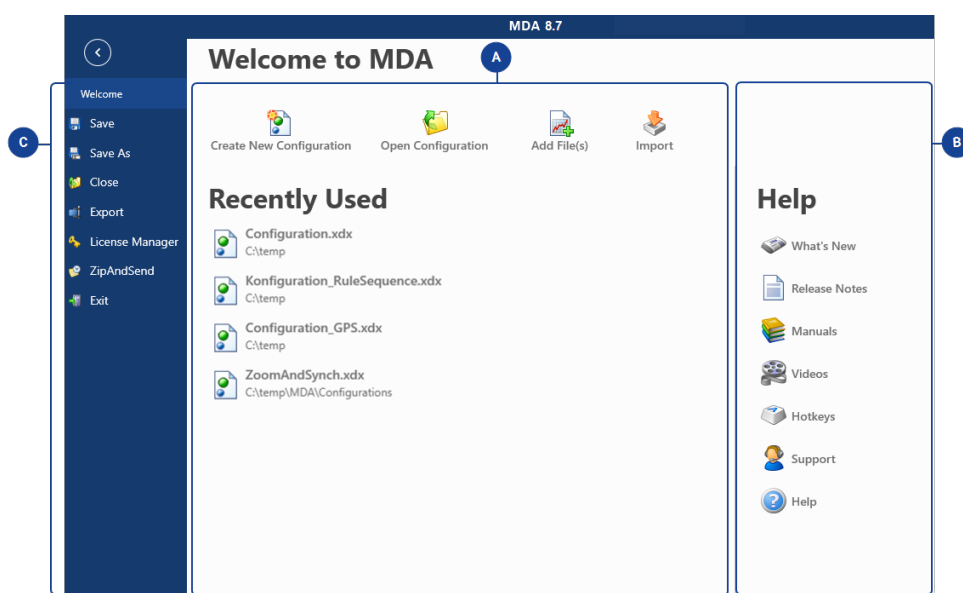 MDA 8.7
Welcome to MDA
A
Welcome
Save
Save As
Close
Export
License Manager
ZipAndSend
Exit
C
Create New Configuration
Open Configuration
Add File(s)
Import
Recently Used
Configuration.xdx
C:\temp
Konfiguration_RuleSequence.xdx
C:\temp
Configuration_GPS.xdx
C:\temp
ZoomAndSynch.xdx
C:\temp\MDA\Configurations
B
Help
What's New
Release Notes
Manuals
Videos
Hotkeys
Support
Help